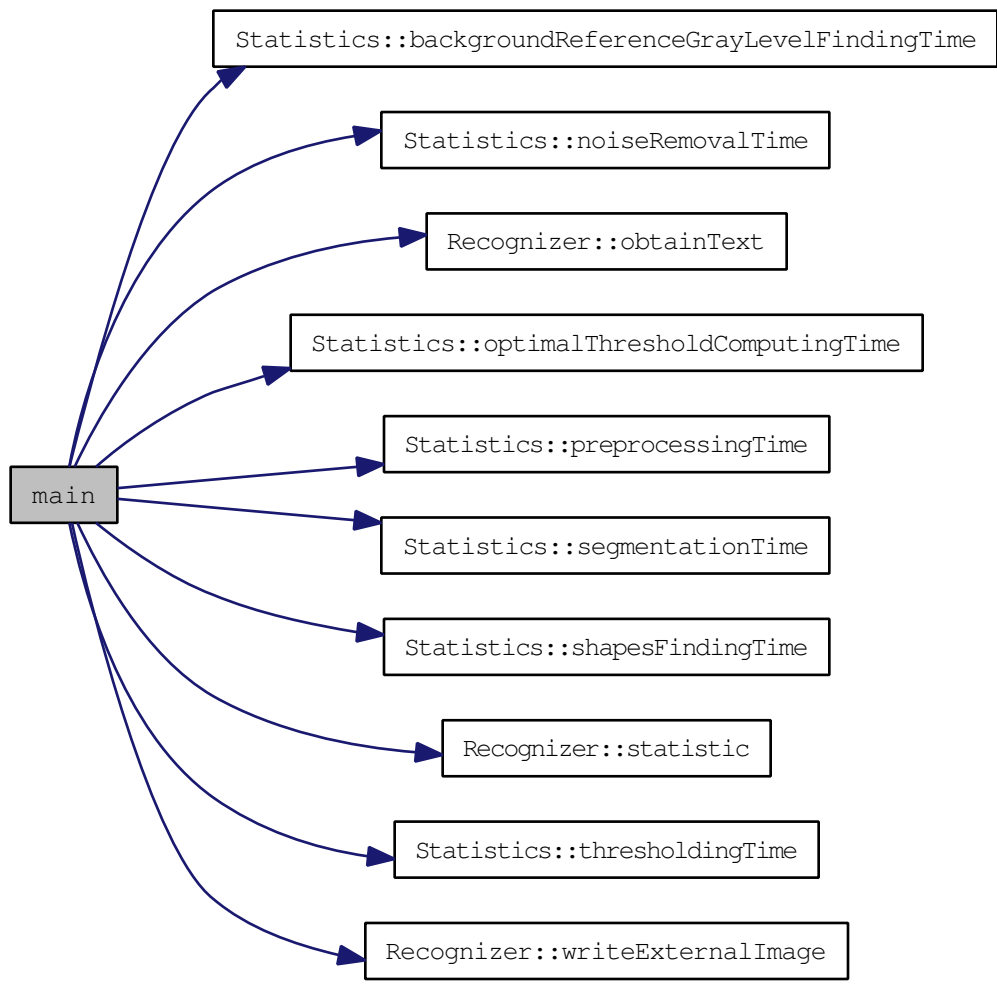 Statistics::backgroundReferenceGrayLevelFindingTime
Statistics::noiseRemovalTime
Recognizer::obtainText
Statistics::optimalThresholdComputingTime
Statistics::preprocessingTime
main
Statistics::segmentationTime
Statistics::shapesFindingTime
Recognizer::statistic
Statistics::thresholdingTime
Recognizer::writeExternalImage